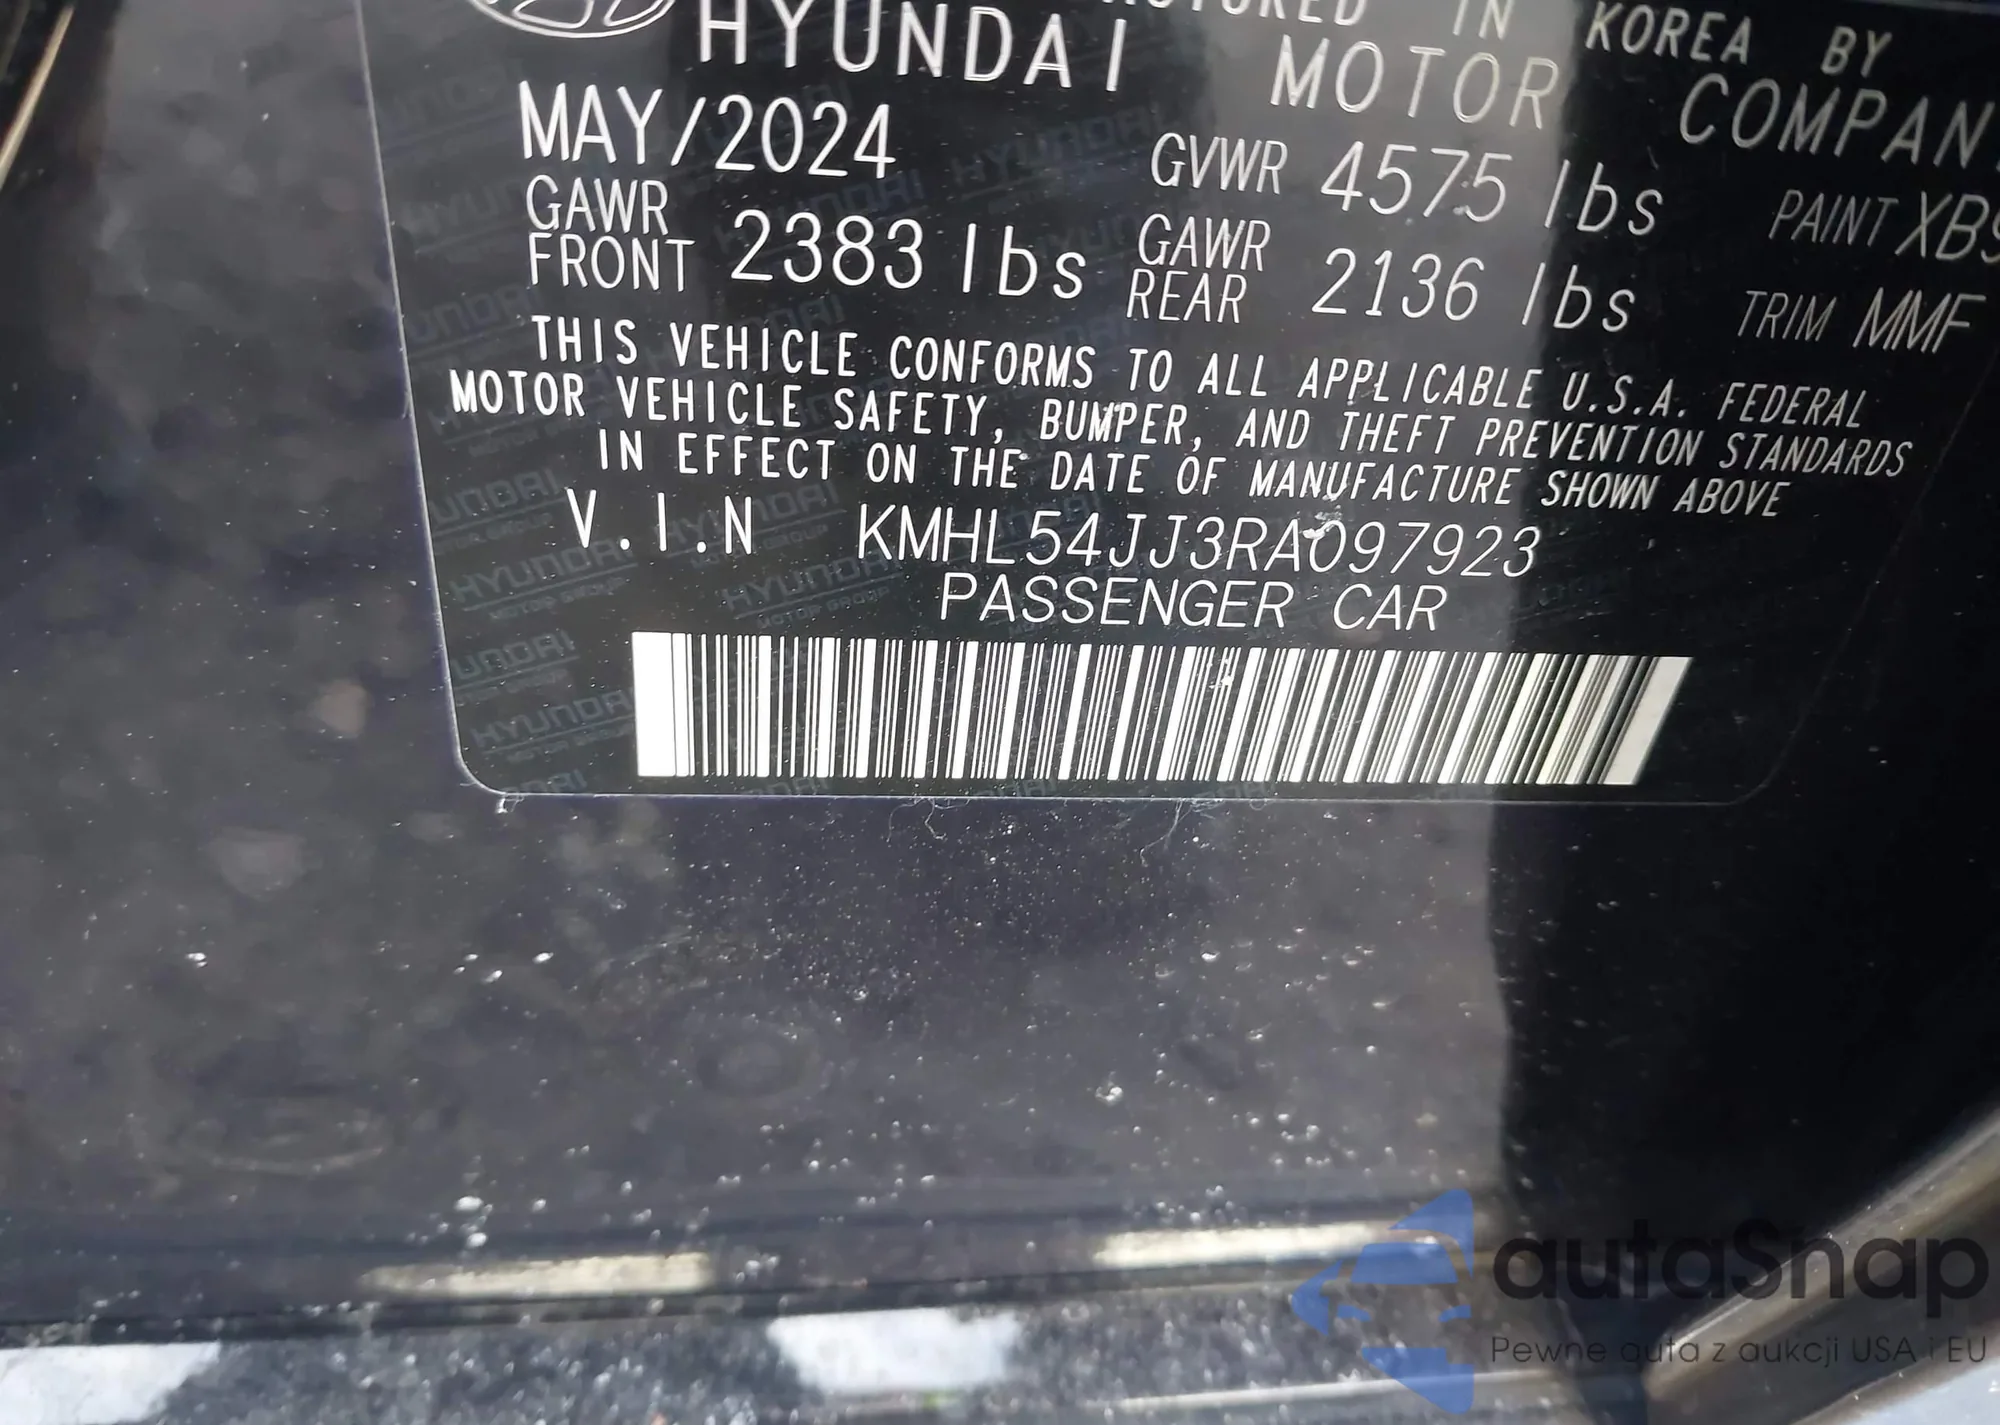 IN KOREA BY
HYUNDAI MOTOR
MAY/2024 GVWR 4575 lbs PAINT
GAWR FRONT 2383 lbs GAWR REAR 2136 lbs TRIM MMF
THIS VEHICLE CONFORMS TO ALL APPLICABLE U.S.A. FEDERAL
MOTOR VEHICLE SAFETY, BUMPER, AND THEFT PREVENTION STANDARDS
IN EFFECT ON THE DATE OF MANUFACTURE SHOWN ABOVE
V.I.N KMHL54JJ3RA097923
PASSENGER CAR
autaSnap
Pewne auta z aukcji USA i EU